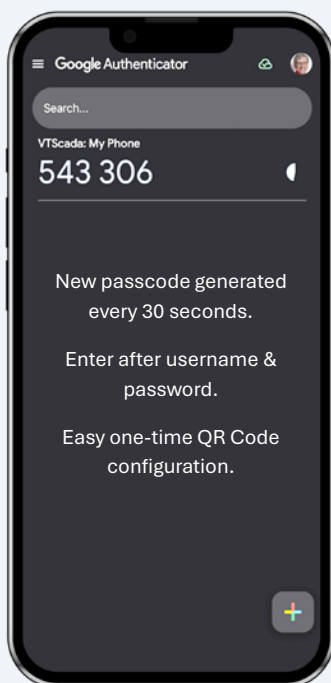 Google Authenticator
Search...
VTScada: My Phone
543 306
New passcode generated
every 30 seconds.
Enter after username &
password.
Easy one-time QR Code
configuration.